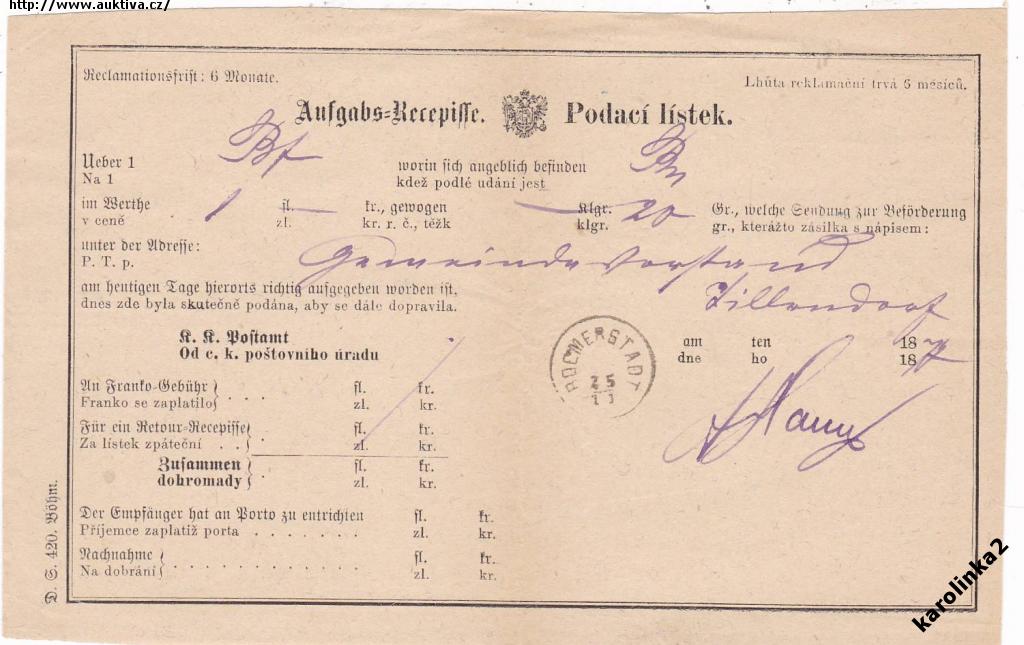 http://www.auktiva.cz/
Reclamationsfrist: 6 Monate.
Lhůta reklamační trvá 6 měsíců.
Aufgabs-Recepisse. Podací lístek.
Ueber 1 Bf worin sich angeblich befinden
Na 1 kdež podlé udání jest
im Werthe 1 fl. — kr., gewogen — Klgr. 20 Gr., welche Sendung zur Beförderung
v ceně zl. kr. r. č., těžk klgr. gr., kterážto zásilka s nápisem:
unter der Adresse: Gemeindevorstand
P. T. p.
Zillendorf
am heutigen Tage hierorts richtig aufgegeben worden ist,
dnes zde byla skutečně podána, aby se dále dopravila.
K. K. Postamt
Od c. k. poštovního úradu
am ten 18
dne ho 18
ROEMERSTADT
25
11
An Franko-Gebühr fl. kr.
Franko se zaplatilo . . . zl. kr.
Für ein Retour-Recepisse fl. kr.
Za lístek zpáteční . . . zl. kr.
Zusammen fl. kr.
dohromady zl. kr.
Der Empfänger hat an Porto zu entrichten fl. kr.
Příjemce zaplatiž porta . . . . . . . zl. kr.
Nachnahme fl. kr.
Na dobrání . . . . . . . . . . . . zl. kr.
D. S. 420. Böhm.
karolinka2